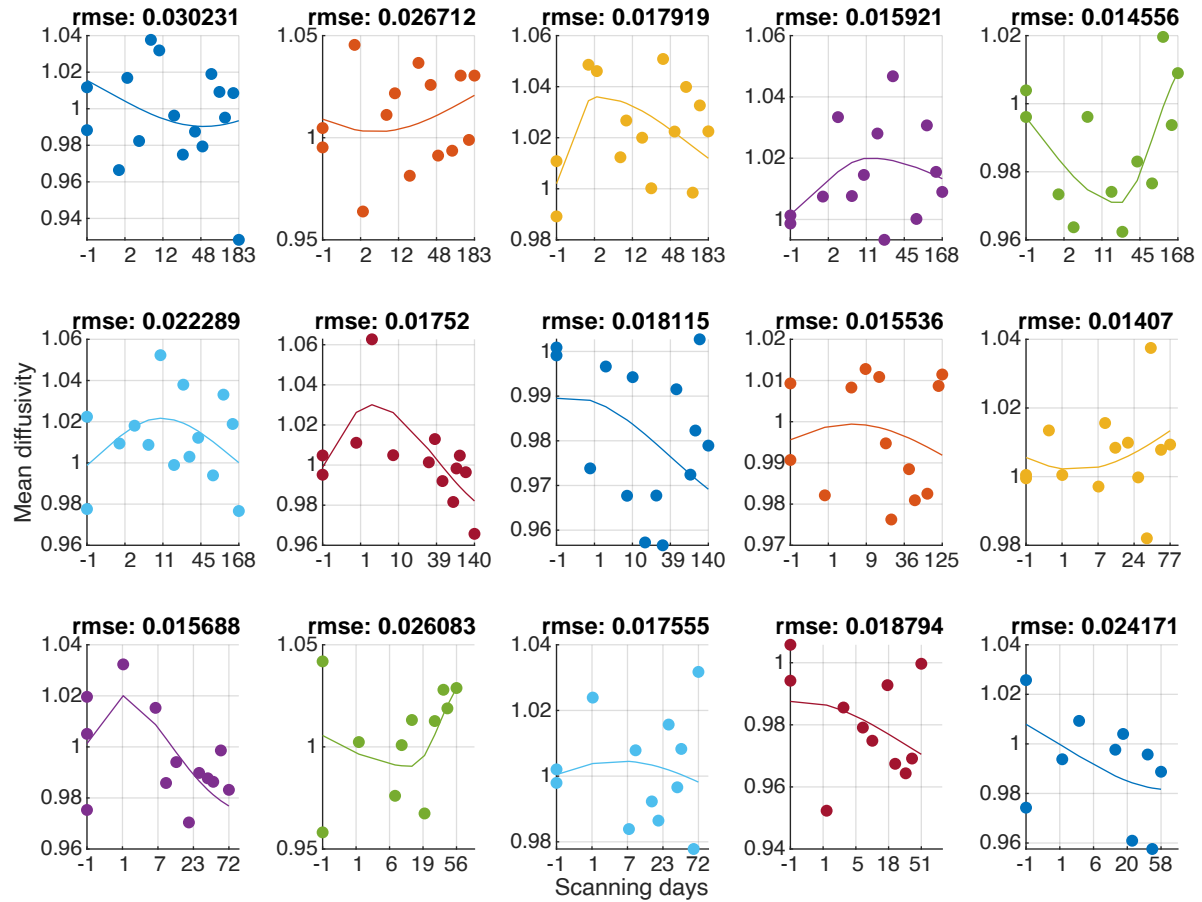 rmse: 0.030231 rmse: 0.026712 rmse: 0.017919 rmse: 0.015921 rmse: 0.014556
1.04 1.05 1.06 1.06 1.02
1.02 1.04 1.04
1 1 1.02 1.02 1
0.98 0.98
0.96 1 1
0.94 0.95 0.98 0.96
-1 2 12 48 183 -1 2 12 48 183 -1 2 12 48 183 -1 2 11 45 168 -1 2 11 45 168
rmse: 0.022289 rmse: 0.01752 rmse: 0.018115 rmse: 0.015536 rmse: 0.01407
1.06 1.06 1 1.02 1.04
1.04 1.04 0.99 1.01
1.02 1.02 0.98 1 1.02
1 1 0.97 0.99 1
0.98 0.98 0.96 0.98
0.96 0.96 0.97 0.98
-1 2 11 45 168 -1 1 10 39 140 -1 1 10 39 140 -1 1 9 36 125 -1 1 7 24 77
Mean diffusivity
rmse: 0.015688 rmse: 0.026083 rmse: 0.017555 rmse: 0.018794 rmse: 0.024171
1.04 1.05 1.04 1 1.04
1.02 1.02 0.98 1.02
1 1 1 0.96 1
0.98 0.98 0.98
0.96 0.95 0.94 0.96
-1 1 7 23 72 -1 1 5 19 56 -1 1 7 23 72 -1 1 5 18 51 -1 1 6 20 58
Scanning days